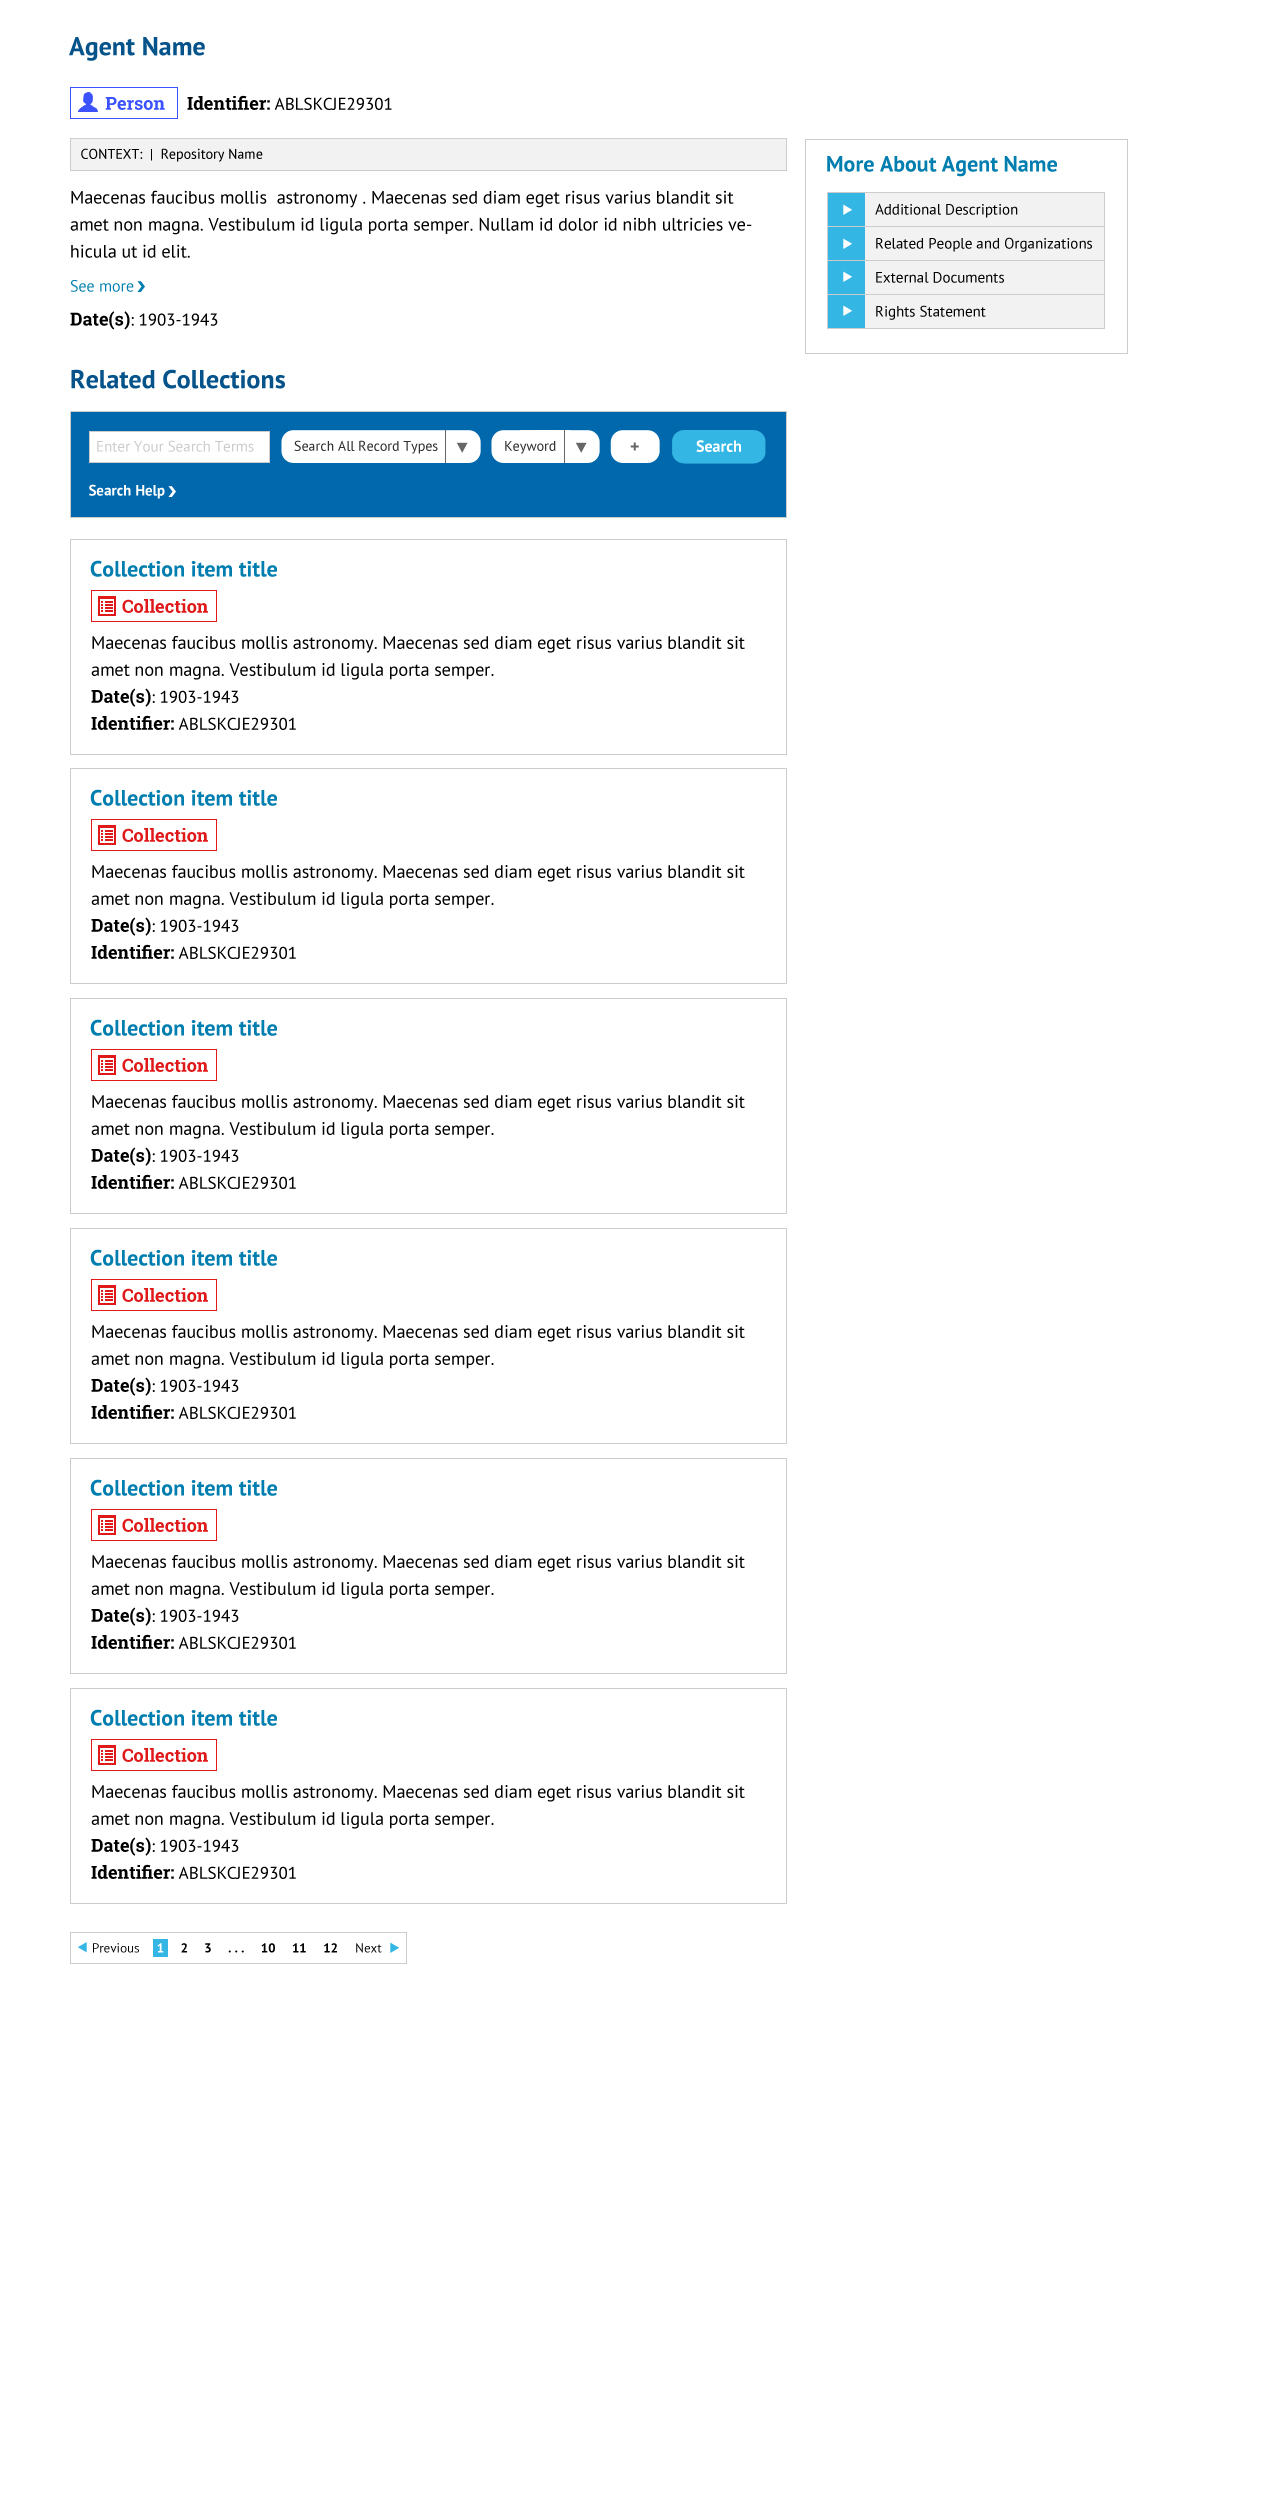 Agent Name
Person Identifier: ABLSKCJE29301
CONTEXT: | Repository Name
Maecenas faucibus mollis astronomy . Maecenas sed diam eget risus varius blandit sit
amet non magna. Vestibulum id ligula porta semper. Nullam id dolor id nibh ultricies ve-
hicula ut id elit.
See more ❯
Date(s): 1903-1943
More About Agent Name
Additional Description
Related People and Organizations
External Documents
Rights Statement
Related Collections
Enter Your Search Terms Search All Record Types ▼ Keyword ▼ + Search
Search Help ❯
Collection item title
Collection
Maecenas faucibus mollis astronomy. Maecenas sed diam eget risus varius blandit sit
amet non magna. Vestibulum id ligula porta semper.
Date(s): 1903-1943
Identifier: ABLSKCJE29301
Collection item title
Collection
Maecenas faucibus mollis astronomy. Maecenas sed diam eget risus varius blandit sit
amet non magna. Vestibulum id ligula porta semper.
Date(s): 1903-1943
Identifier: ABLSKCJE29301
Collection item title
Collection
Maecenas faucibus mollis astronomy. Maecenas sed diam eget risus varius blandit sit
amet non magna. Vestibulum id ligula porta semper.
Date(s): 1903-1943
Identifier: ABLSKCJE29301
Collection item title
Collection
Maecenas faucibus mollis astronomy. Maecenas sed diam eget risus varius blandit sit
amet non magna. Vestibulum id ligula porta semper.
Date(s): 1903-1943
Identifier: ABLSKCJE29301
Collection item title
Collection
Maecenas faucibus mollis astronomy. Maecenas sed diam eget risus varius blandit sit
amet non magna. Vestibulum id ligula porta semper.
Date(s): 1903-1943
Identifier: ABLSKCJE29301
Collection item title
Collection
Maecenas faucibus mollis astronomy. Maecenas sed diam eget risus varius blandit sit
amet non magna. Vestibulum id ligula porta semper.
Date(s): 1903-1943
Identifier: ABLSKCJE29301
Previous 1 2 3 . . . 10 11 12 Next